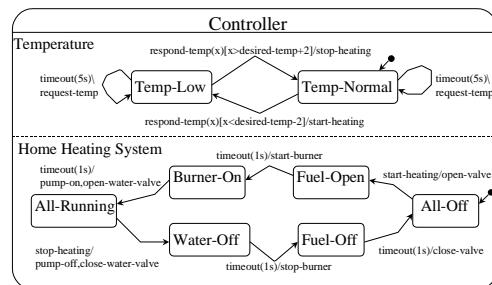 Controller
Temperature
respond-temp(x)[x>desired-temp+2]/stop-heating
timeout(5s)\
request-temp
Temp-Low
Temp-Normal
timeout(5s)\
request-temp
respond-temp(x)[x<desired-temp-2]/start-heating
Home Heating System
timeout(1s)/start-burner
timeout(1s)/
pump-on,open-water-valve
Burner-On
Fuel-Open
start-heating/open-valve
All-Running
All-Off
stop-heating/
pump-off,close-water-valve
Water-Off
Fuel-Off
timeout(1s)/close-valve
timeout(1s)/stop-burner